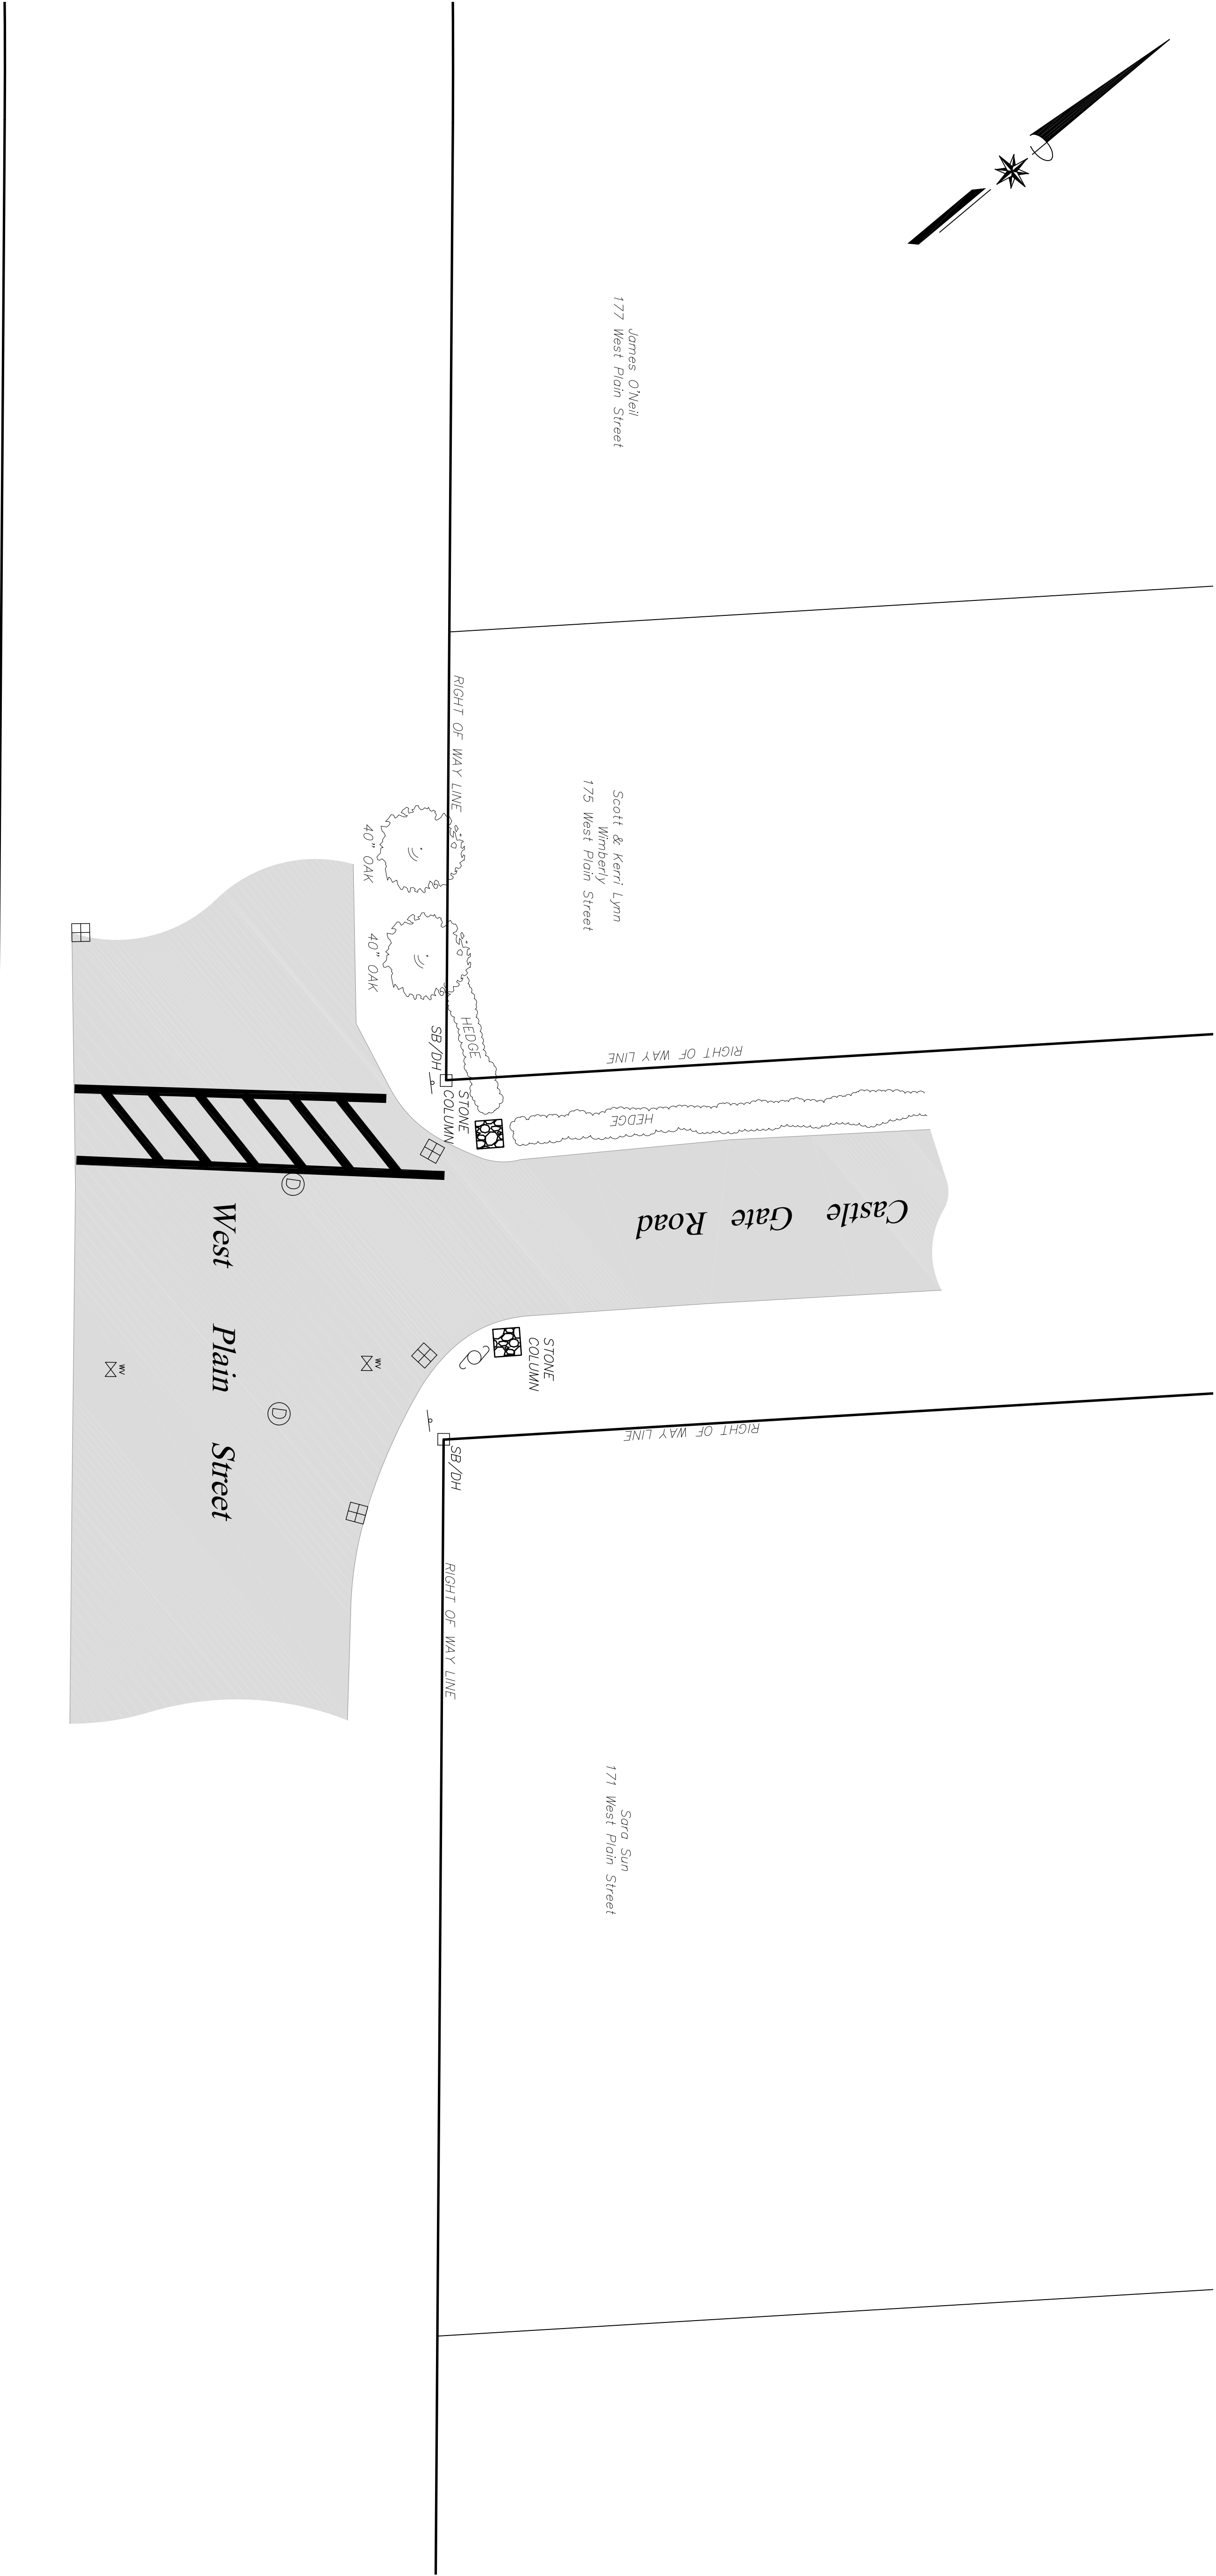 James O'Neil
177 West Plain Street
RIGHT OF WAY LINE
Scott & Kerri Lynn
Wimberly
175 West Plain Street
40" OAK
40" OAK
HEDGE
SB/DH
RIGHT OF WAY LINE
STONE
COLUMN
HEDGE
Castle Gate Road
D
West Plain Street
WV
WV
D
STONE
COLUMN
RIGHT OF WAY LINE
SB/DH
RIGHT OF WAY LINE
Sara Sun
171 West Plain Street